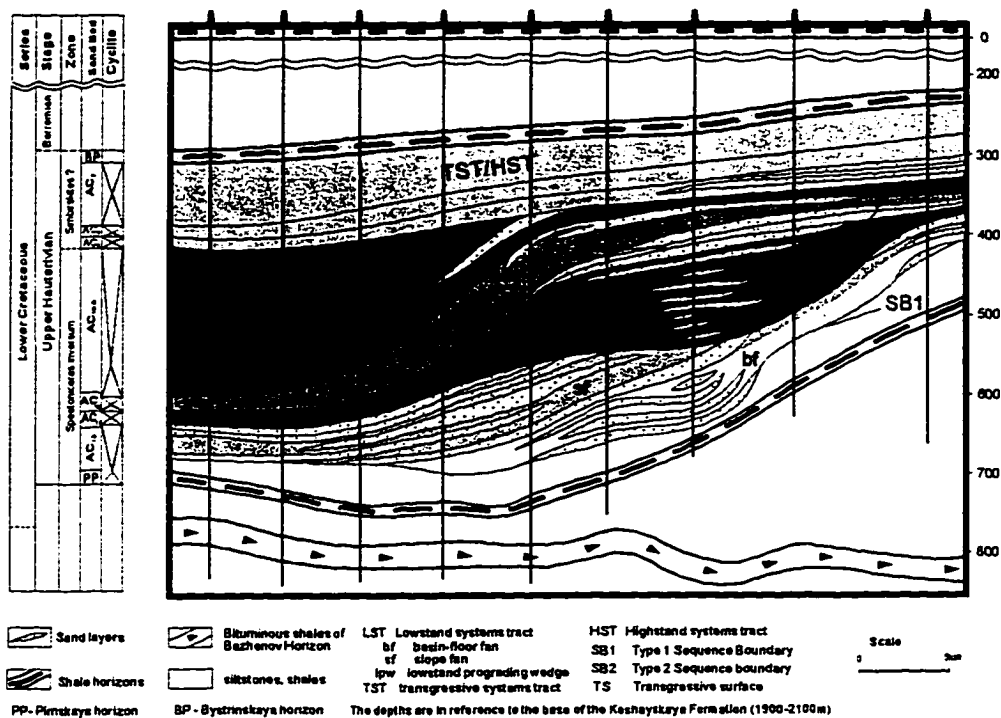 Series
Stage
Zone
Sand Bed
Cyclite
Lower Cretaceous
Barremian
Upper Hauterivian
Simbirskites ?
Speetoniceras inversum
BP
AC
AC
AC
AC
PP
0
200
300
400
500
600
700
800
TST/HST
SB1
bf
sf
Sand layers
Shale horizons
Bituminous shales of
Bazhenov Horizon
siltstones, shales
LST Lowstand systems tract
bf basin-floor fan
sf slope fan
lpw lowstand prograding wedge
TST transgressive systems tract
HST Highstand systems tract
SB1 Type 1 Sequence Boundary
SB2 Type 2 Sequence boundary
TS Transgressive surface
Scale
PP- Pimskaya horizon
BP - Bystrinskaya horizon
The depths are in reference to the base of the Koshayskaya Formation (1900-2100m)